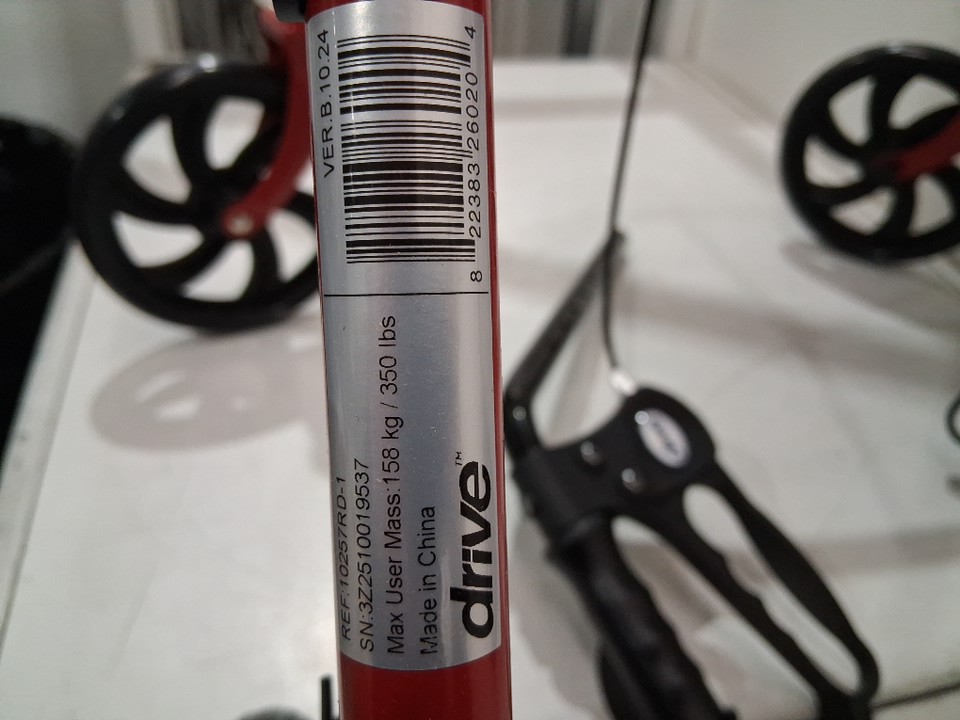 REF:10257RD-1
SN:3Z2510019537
Max User Mass:158 kg / 350 lbs
Made in China
drive™
VER.B.10.24
8 22383 26020 4